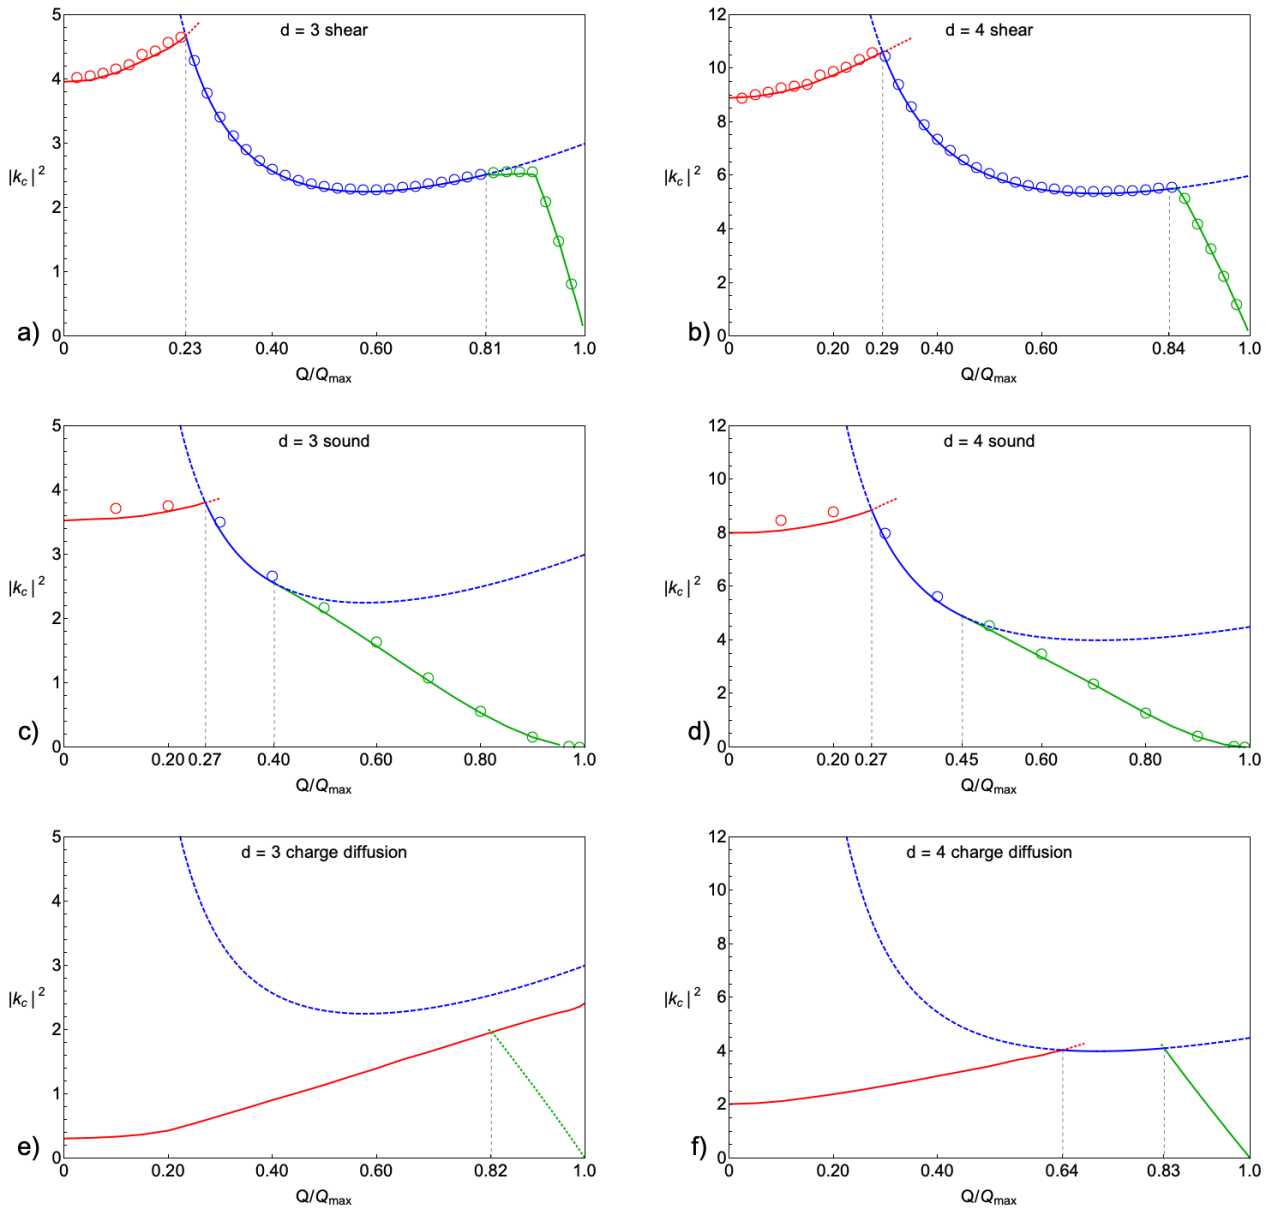 d = 3 shear
5
4
3
2
1
0
|k_c|^2
a)
0 0.23 0.40 0.60 0.81 1.0
Q/Q_max
d = 4 shear
12
10
8
6
4
2
0
|k_c|^2
b)
0 0.20 0.29 0.40 0.60 0.84 1.0
Q/Q_max
d = 3 sound
5
4
3
2
1
0
|k_c|^2
c)
0 0.20 0.27 0.40 0.60 0.80 1.0
Q/Q_max
d = 4 sound
12
10
8
6
4
2
0
|k_c|^2
d)
0 0.20 0.27 0.45 0.60 0.80 1.0
Q/Q_max
d = 3 charge diffusion
5
4
3
2
1
0
|k_c|^2
e)
0 0.20 0.40 0.60 0.82 1.0
Q/Q_max
d = 4 charge diffusion
12
10
8
6
4
2
0
|k_c|^2
f)
0 0.20 0.40 0.64 0.83 1.0
Q/Q_max